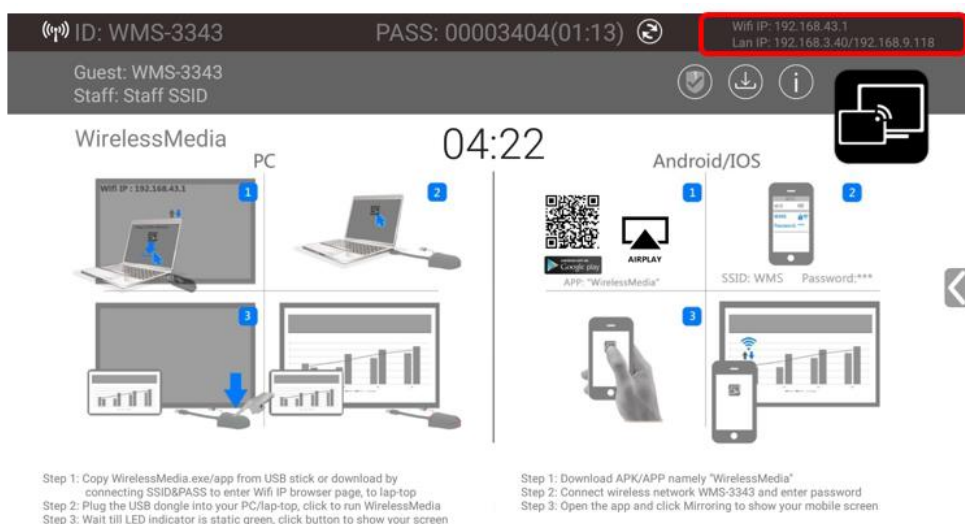 ID: WMS-3343
PASS: 00003404(01:13)
Wifi IP: 192.168.43.1
Lan IP: 192.168.3.40/192.168.9.118
Guest: WMS-3343
Staff: Staff SSID
WirelessMedia
04:22
PC
Wifi IP : 192.168.43.1
1
2
3
Step 1: Copy WirelessMedia.exe/app from USB stick or download by
connecting SSID&PASS to enter Wifi IP browser page, to lap-top
Step 2: Plug the USB dongle into your PC/lap-top, click to run WirelessMedia
Step 3: Wait till LED indicator is static green, click button to show your screen
Android/IOS
1
Google play
AIRPLAY
APP: "WirelessMedia"
2
SSID: WMS Password:***
3
Step 1: Download APK/APP namely "WirelessMedia"
Step 2: Connect wireless network WMS-3343 and enter password
Step 3: Open the app and click Mirroring to show your mobile screen